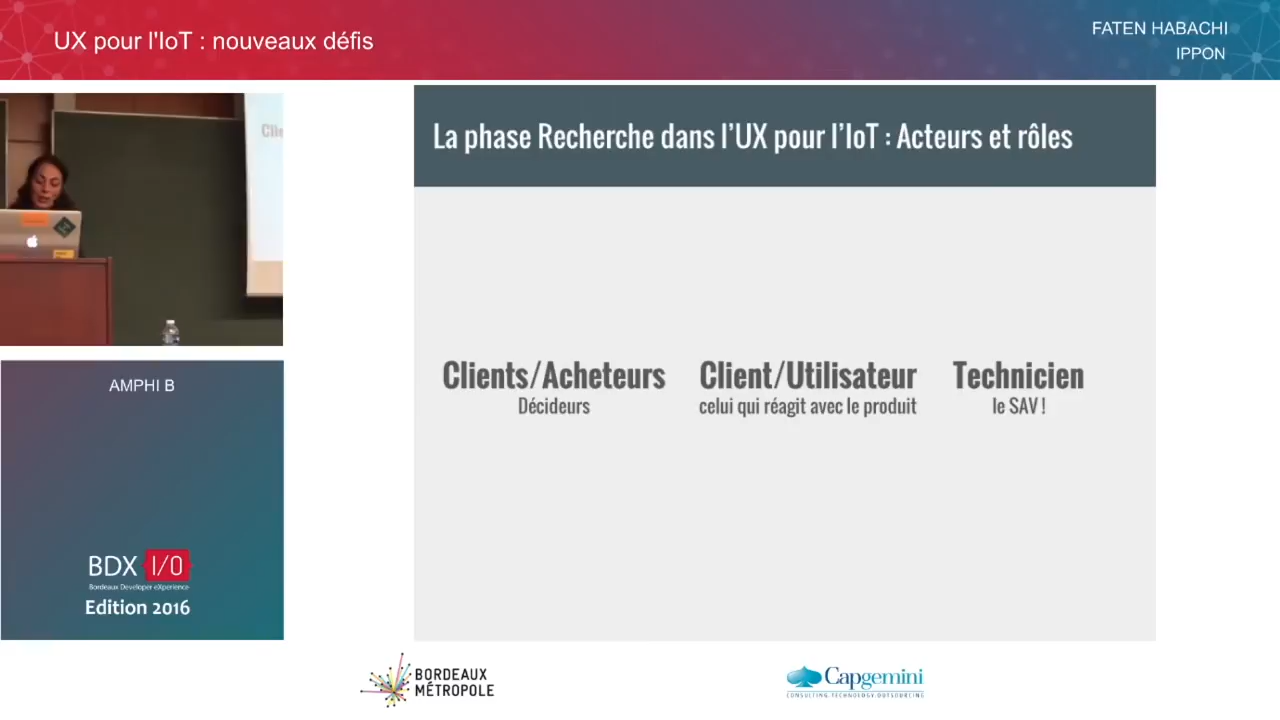 UX pour l'IoT : nouveaux défis
FATEN HABACHI
IPPON
Clie
La phase Recherche dans l'UX pour l'IoT : Acteurs et rôles
Clients/Acheteurs
Décideurs
Client/Utilisateur
celui qui réagit avec le produit
Technicien
le SAV !
AMPHI B
BDX I/O
Bordeaux Developer eXperience
Edition 2016
BORDEAUX
MÉTROPOLE
Capgemini
CONSULTING.TECHNOLOGY.OUTSOURCING